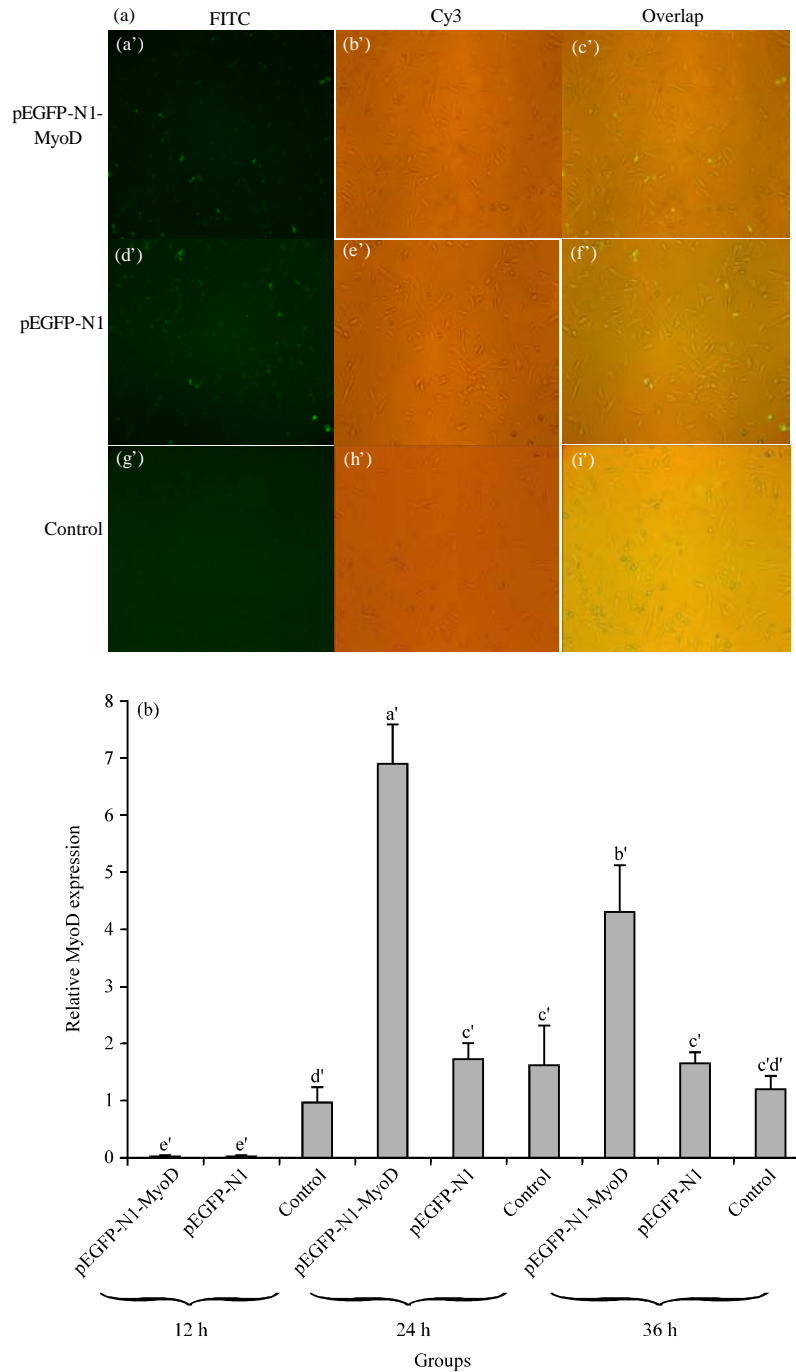 (a) FITC Cy3 Overlap
(a’) (b’) (c’)
pEGFP-N1-
MyoD
(d’) (e’) (f’)
pEGFP-N1
(g’) (h’) (i’)
Control
(b)
8
7
6
5
4
3
2
1
0
Relative MyoD expression
e' e' d' a' c' c' b' c' c'd'
pEGFP-N1-MyoD pEGFP-N1 Control pEGFP-N1-MyoD pEGFP-N1 Control pEGFP-N1-MyoD pEGFP-N1 Control
12 h 24 h 36 h
Groups